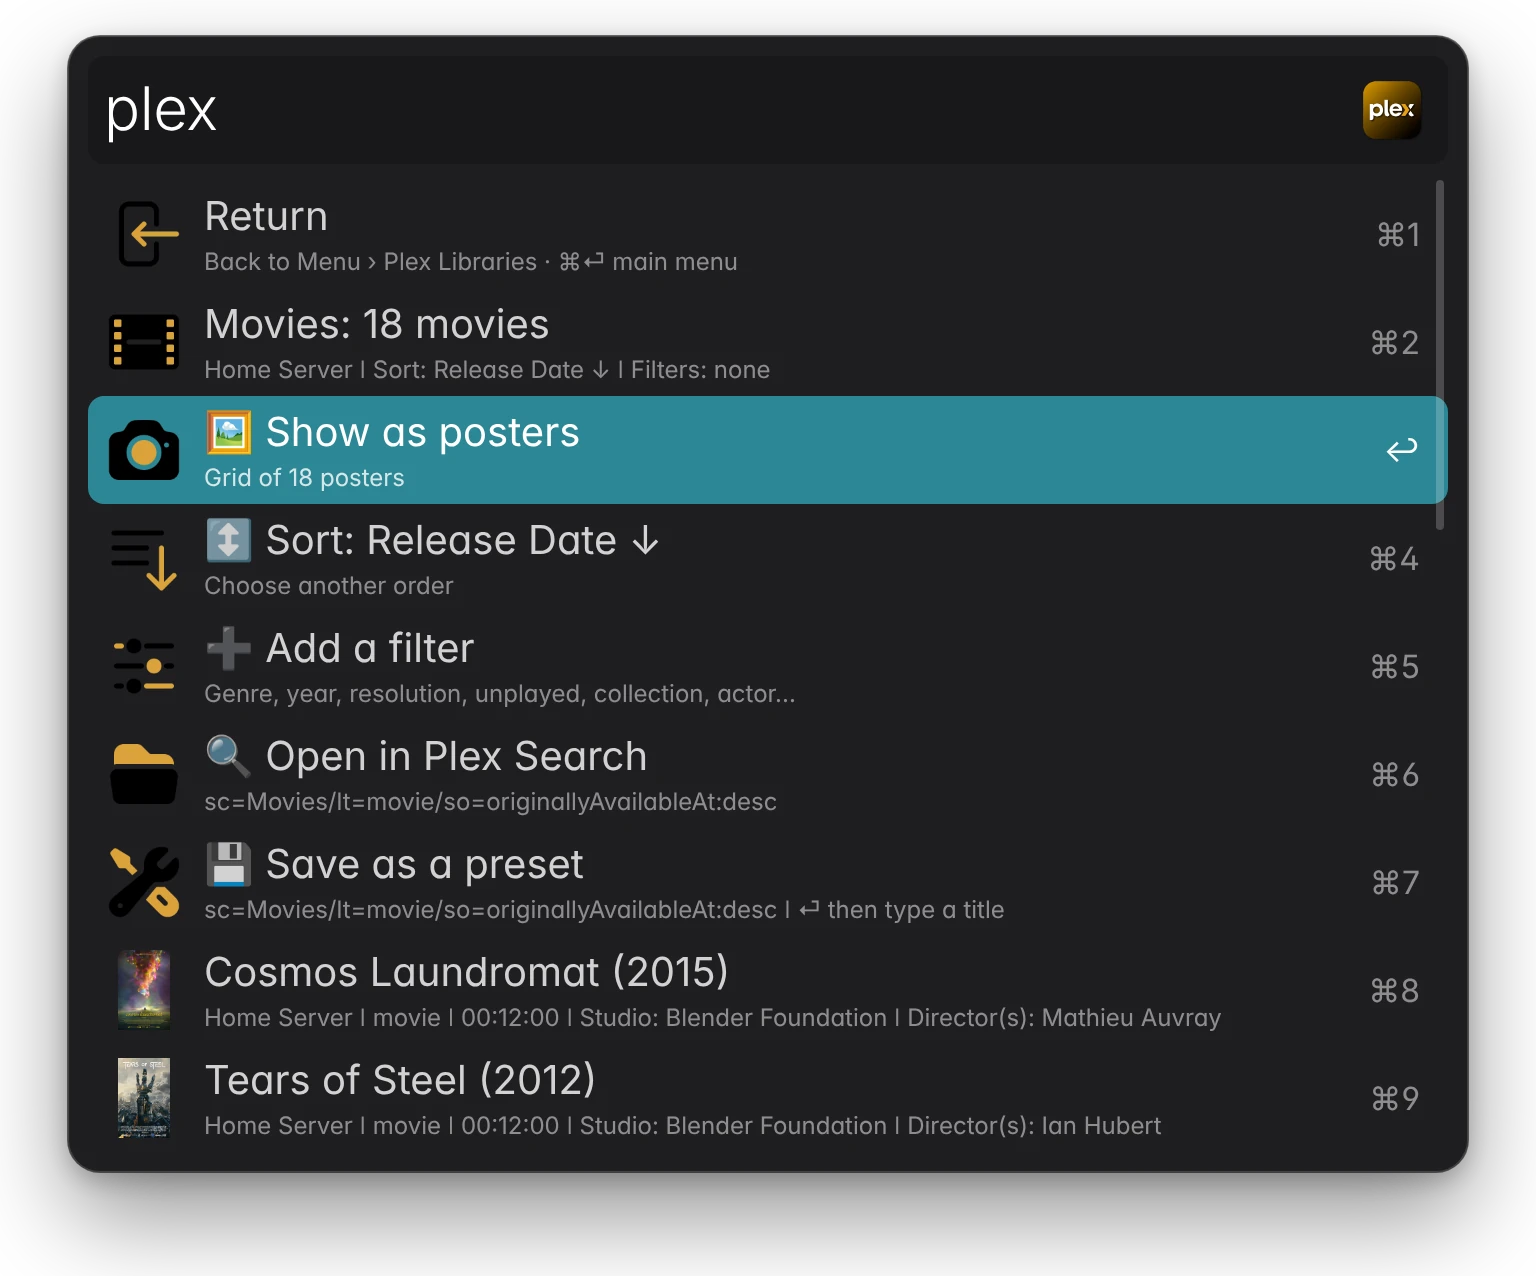 plex
plex
Return
⌘1
Back to Menu › Plex Libraries · ⌘⏎ main menu
Movies: 18 movies
⌘2
Home Server | Sort: Release Date ↓ | Filters: none
🖼️ Show as posters
↩
Grid of 18 posters
↕️ Sort: Release Date ↓
⌘4
Choose another order
➕ Add a filter
⌘5
Genre, year, resolution, unplayed, collection, actor...
🔍 Open in Plex Search
⌘6
sc=Movies/lt=movie/so=originallyAvailableAt:desc
💾 Save as a preset
⌘7
sc=Movies/lt=movie/so=originallyAvailableAt:desc | ⏎ then type a title
Cosmos Laundromat (2015)
⌘8
Home Server | movie | 00:12:00 | Studio: Blender Foundation | Director(s): Mathieu Auvray
TEARS OF STEEL
Tears of Steel (2012)
⌘9
Home Server | movie | 00:12:00 | Studio: Blender Foundation | Director(s): Ian Hubert